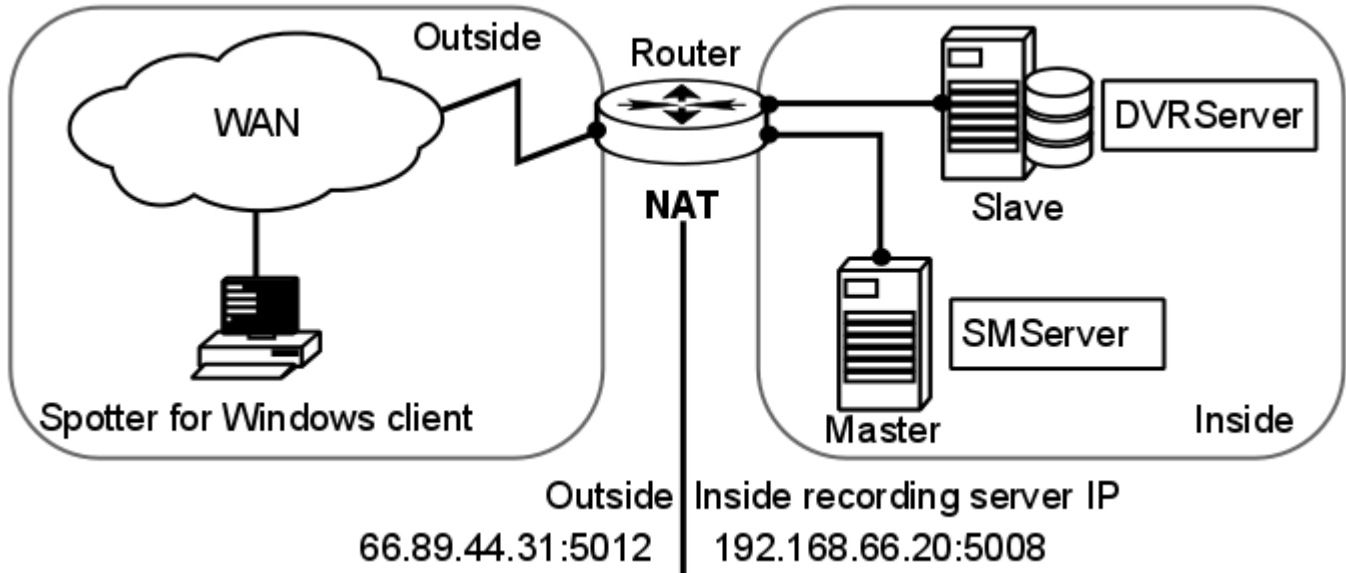 Outside
Router
WAN
DVRServer
NAT
Slave
SMServer
Spotter for Windows client
Master
Inside
Outside Inside recording server IP
66.89.44.31:5012 192.168.66.20:5008